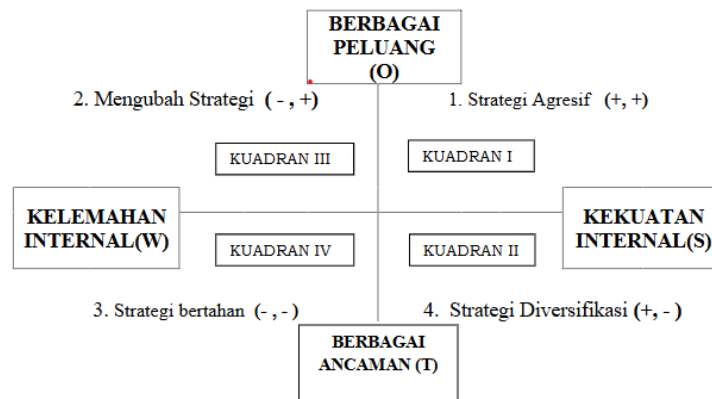 BERBAGAI
PELUANG
(O)
2. Mengubah Strategi ( - , +)
1. Strategi Agresif (+, +)
KUADRAN III
KUADRAN I
KELEMAHAN
INTERNAL(W)
KEKUATAN
INTERNAL(S)
KUADRAN IV
KUADRAN II
3. Strategi bertahan (- , - )
4. Strategi Diversifikasi (+, - )
BERBAGAI
ANCAMAN (T)